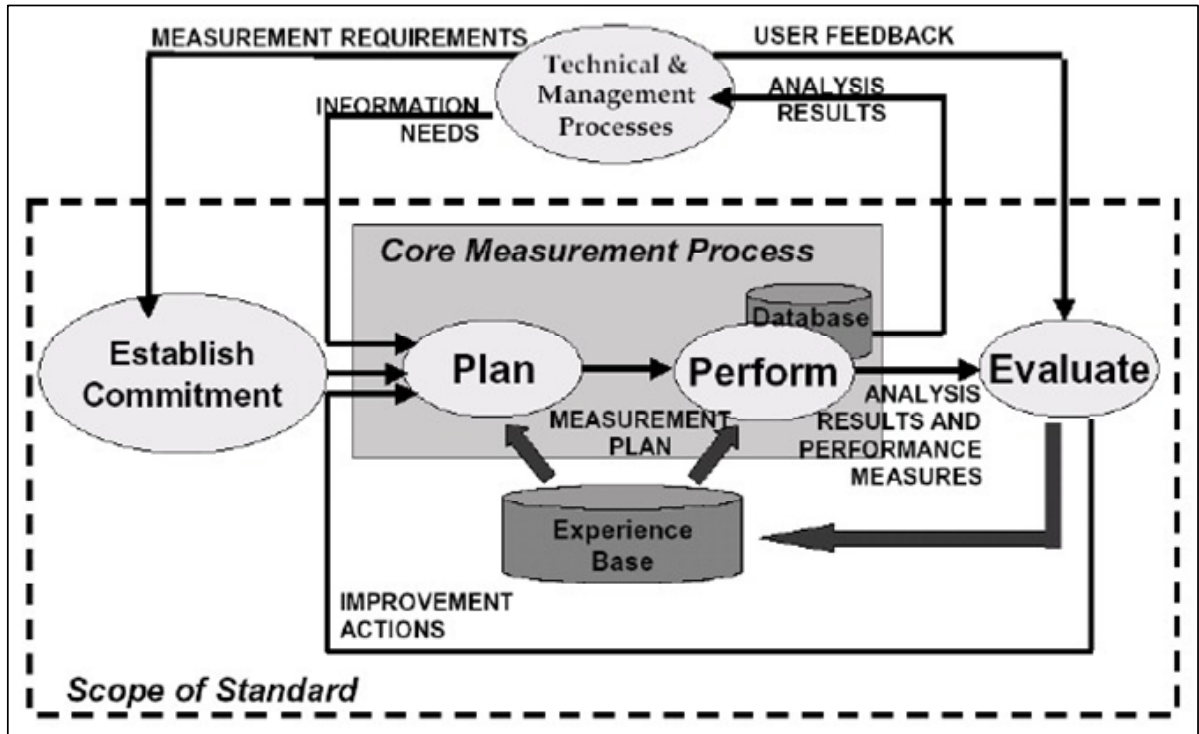 MEASUREMENT REQUIREMENTS
USER FEEDBACK
Technical &
Management
Processes
ANALYSIS
RESULTS
INFORMATION
NEEDS
Core Measurement Process
Database
Establish
Commitment
Plan
Perform
Evaluate
MEASUREMENT
PLAN
ANALYSIS
RESULTS AND
PERFORMANCE
MEASURES
Experience
Base
IMPROVEMENT
ACTIONS
Scope of Standard